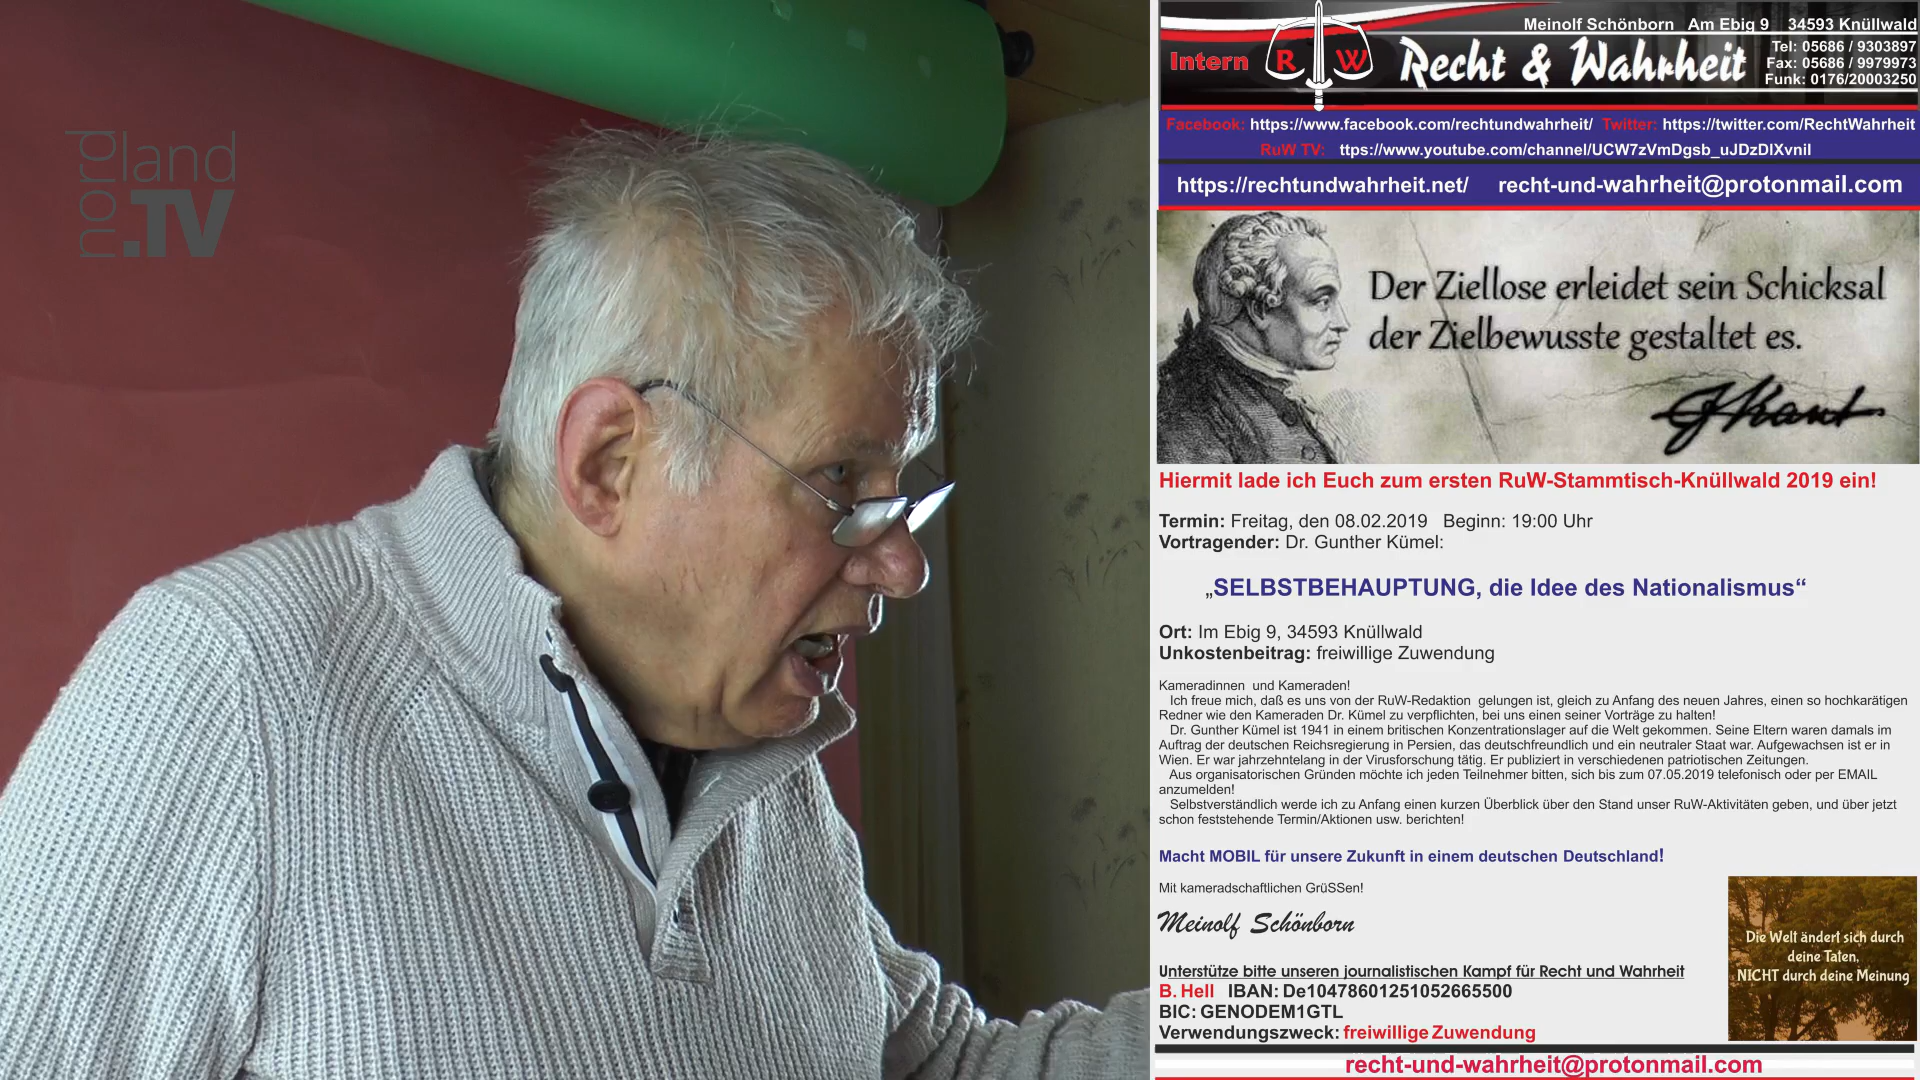 nordland
.TV
Intern
R W
Recht & Wahrheit
Meinolf Schönborn Am Ebig 9 34593 Knüllwald
Tel: 05686 / 9303897
Fax: 05686 / 9979973
Funk: 0176/20003250
Facebook: https://www.facebook.com/rechtundwahrheit/ Twitter: https://twitter.com/RechtWahrheit
RuW TV: ttps://www.youtube.com/channel/UCW7zVmDgsb_uJDzDlXvniI
https://rechtundwahrheit.net/ recht-und-wahrheit@protonmail.com
Der Ziellose erleidet sein Schicksal
der Zielbewusste gestaltet es.
I Kant
Hiermit lade ich Euch zum ersten RuW-Stammtisch-Knüllwald 2019 ein!
Termin: Freitag, den 08.02.2019 Beginn: 19:00 Uhr
Vortragender: Dr. Gunther Kümel:
„SELBSTBEHAUPTUNG, die Idee des Nationalismus“
Ort: Im Ebig 9, 34593 Knüllwald
Unkostenbeitrag: freiwillige Zuwendung
Kameradinnen und Kameraden!
Ich freue mich, daß es uns von der RuW-Redaktion gelungen ist, gleich zu Anfang des neuen Jahres, einen so hochkarätigen
Redner wie den Kameraden Dr. Kümel zu verpflichten, bei uns einen seiner Vorträge zu halten!
Dr. Gunther Kümel ist 1941 in einem britischen Konzentrationslager auf die Welt gekommen. Seine Eltern waren damals im
Auftrag der deutschen Reichsregierung in Persien, das deutschfreundlich und ein neutraler Staat war. Aufgewachsen ist er in
Wien. Er war jahrzehntelang in der Virusforschung tätig. Er publiziert in verschiedenen patriotischen Zeitungen.
Aus organisatorischen Gründen möchte ich jeden Teilnehmer bitten, sich bis zum 07.05.2019 telefonisch oder per EMAIL
anzumelden!
Selbstverständlich werde ich zu Anfang einen kurzen Überblick über den Stand unser RuW-Aktivitäten geben, und über jetzt
schon feststehende Termin/Aktionen usw. berichten!
Macht MOBIL für unsere Zukunft in einem deutschen Deutschland!
Mit kameradschaftlichen GrüSSen!
Meinolf Schönborn
Die Welt ändert sich durch
deine Taten,
NICHT durch deine Meinung
Unterstütze bitte unseren journalistischen Kampf für Recht und Wahrheit
B. Hell IBAN: De10478601251052665500
BIC: GENODEM1GTL
Verwendungszweck: freiwillige Zuwendung
recht-und-wahrheit@protonmail.com